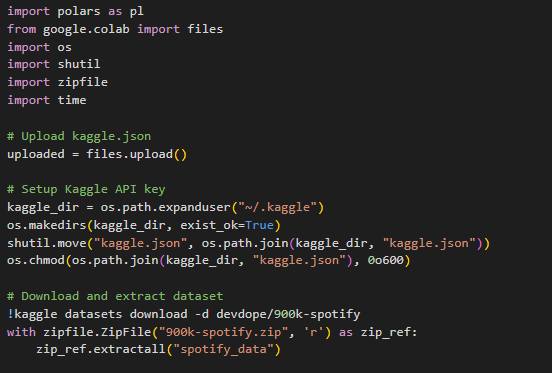 import polars as pl
from google.colab import files
import os
import shutil
import zipfile
import time

# Upload kaggle.json
uploaded = files.upload()

# Setup Kaggle API key
kaggle_dir = os.path.expanduser("~/.kaggle")
os.makedirs(kaggle_dir, exist_ok=True)
shutil.move("kaggle.json", os.path.join(kaggle_dir, "kaggle.json"))
os.chmod(os.path.join(kaggle_dir, "kaggle.json"), 0o600)

# Download and extract dataset
!kaggle datasets download -d devdope/900k-spotify
with zipfile.ZipFile("900k-spotify.zip", 'r') as zip_ref:
    zip_ref.extractall("spotify_data")